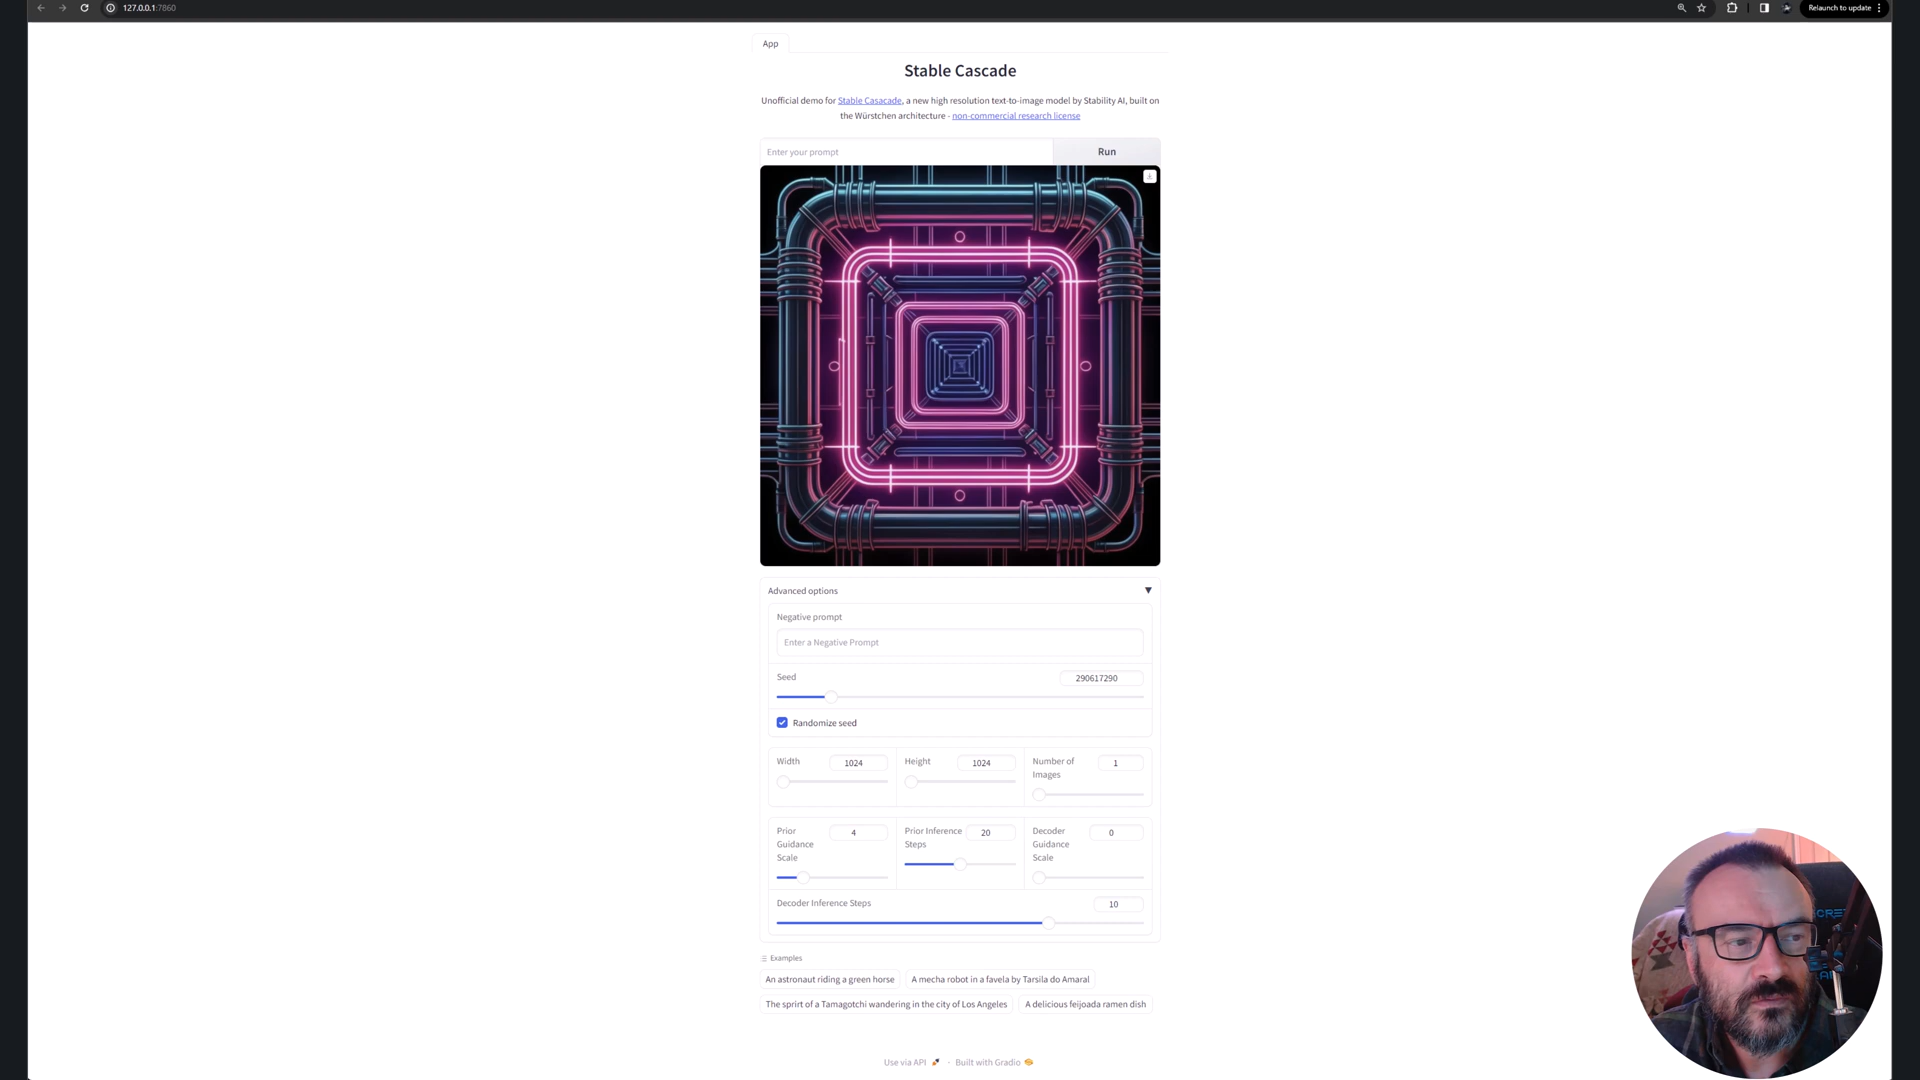 127.0.0.1:7860
Relaunch to update
App
Stable Cascade
Unofficial demo for Stable Casacade, a new high resolution text-to-image model by Stability AI, built on
the Würstchen architecture - non-commercial research license
Enter your prompt
Run
Advanced options
Negative prompt
Enter a Negative Prompt
Seed
290617290
Randomize seed
Width
1024
Height
1024
Number of
Images
1
Prior
Guidance
Scale
4
Prior Inference
Steps
20
Decoder
Guidance
Scale
0
Decoder Inference Steps
10
Examples
An astronaut riding a green horse
A mecha robot in a favela by Tarsila do Amaral
The sprirt of a Tamagotchi wandering in the city of Los Angeles
A delicious feijoada ramen dish
Use via API
·
Built with Gradio